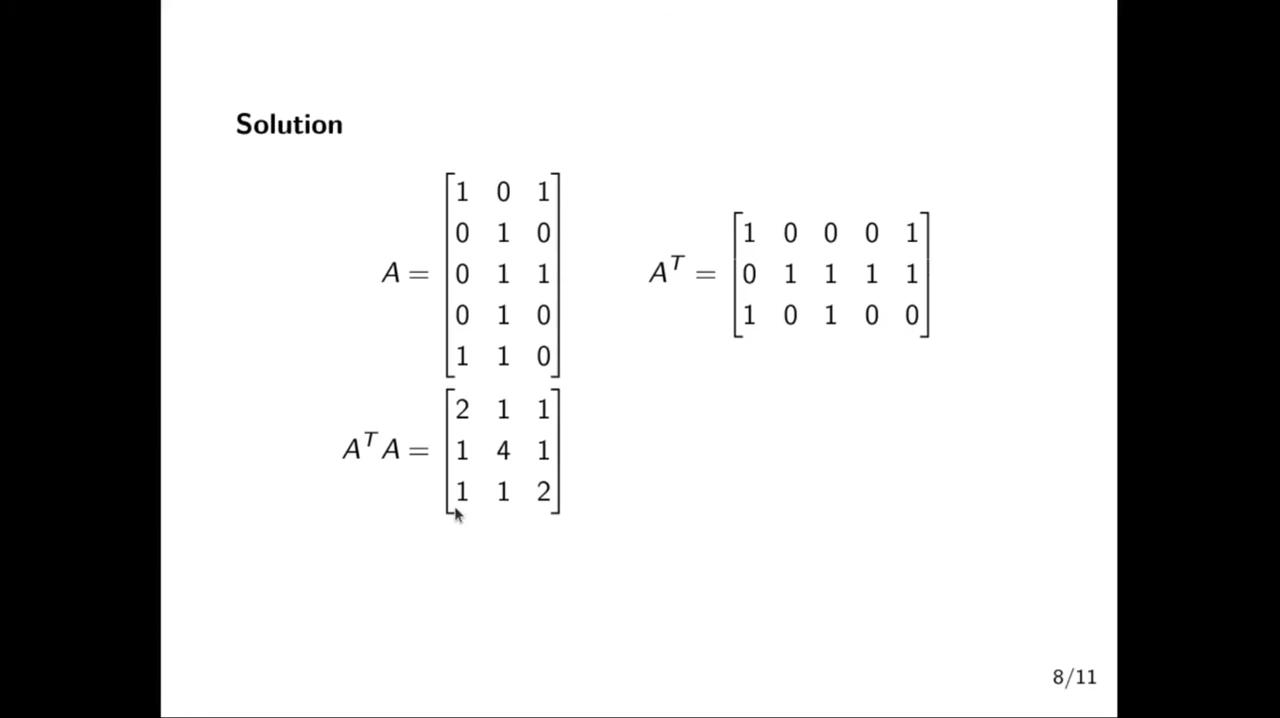 Solution
A = [1 0 1
0 1 0
0 1 1
0 1 0
1 1 0]
A^T = [1 0 0 0 1
0 1 1 1 1
1 0 1 0 0]
A^T A = [2 1 1
1 4 1
1 1 2]
8/11